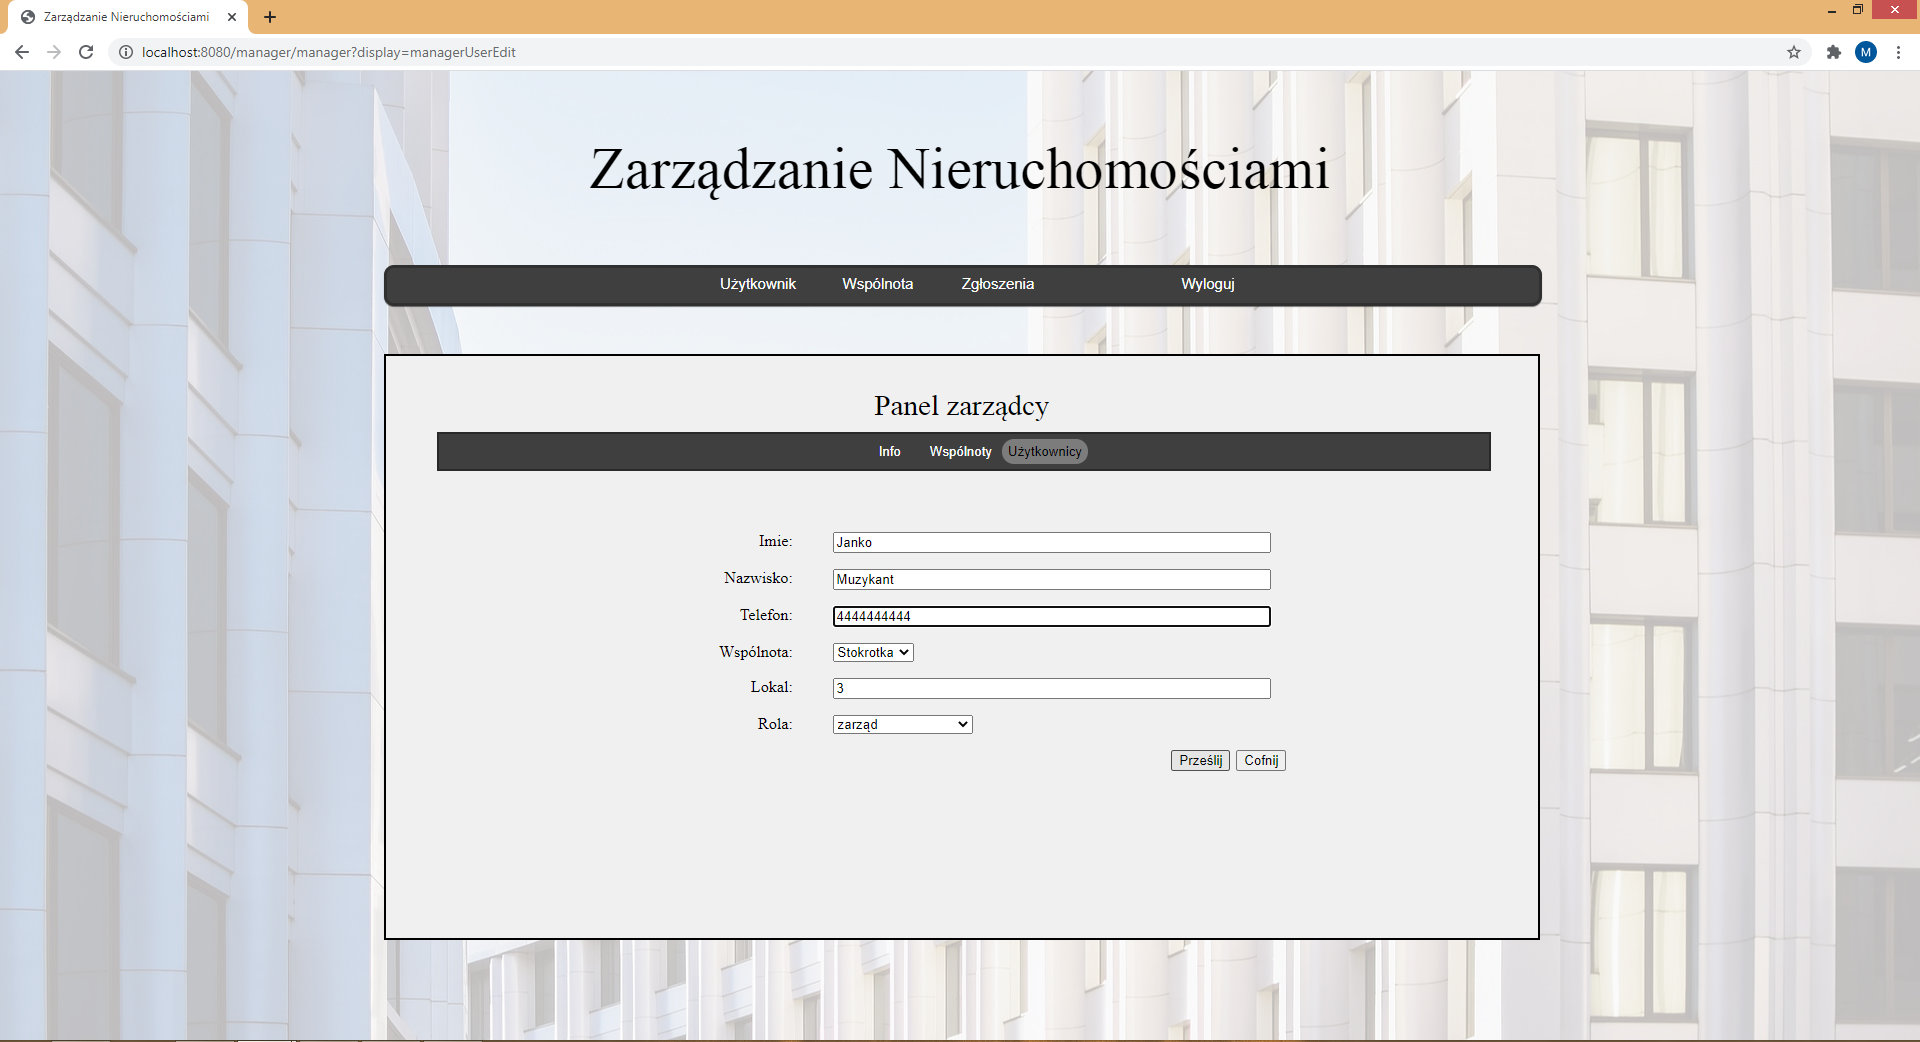 Zarządzanie Nieruchomościami
localhost:8080/manager/manager?display=managerUserEdit
M
Zarządzanie Nieruchomościami
Użytkownik Wspólnota Zgłoszenia Wyloguj
Panel zarządcy
Info Wspólnoty Użytkownicy
Imie: Janko
Nazwisko: Muzykant
Telefon: 4444444444
Wspólnota: Stokrotka
Lokal: 3
Rola: zarząd
Prześlij Cofnij